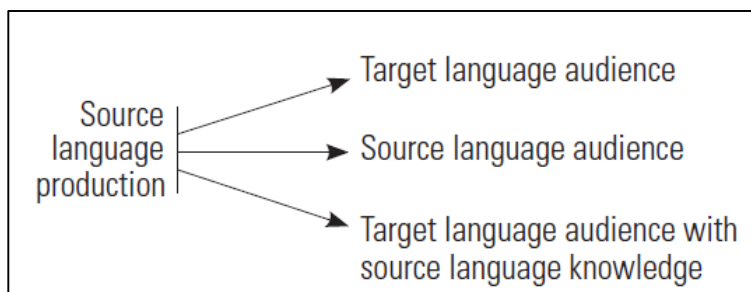 Source
language
production
Target language audience
Source language audience
Target language audience with
source language knowledge